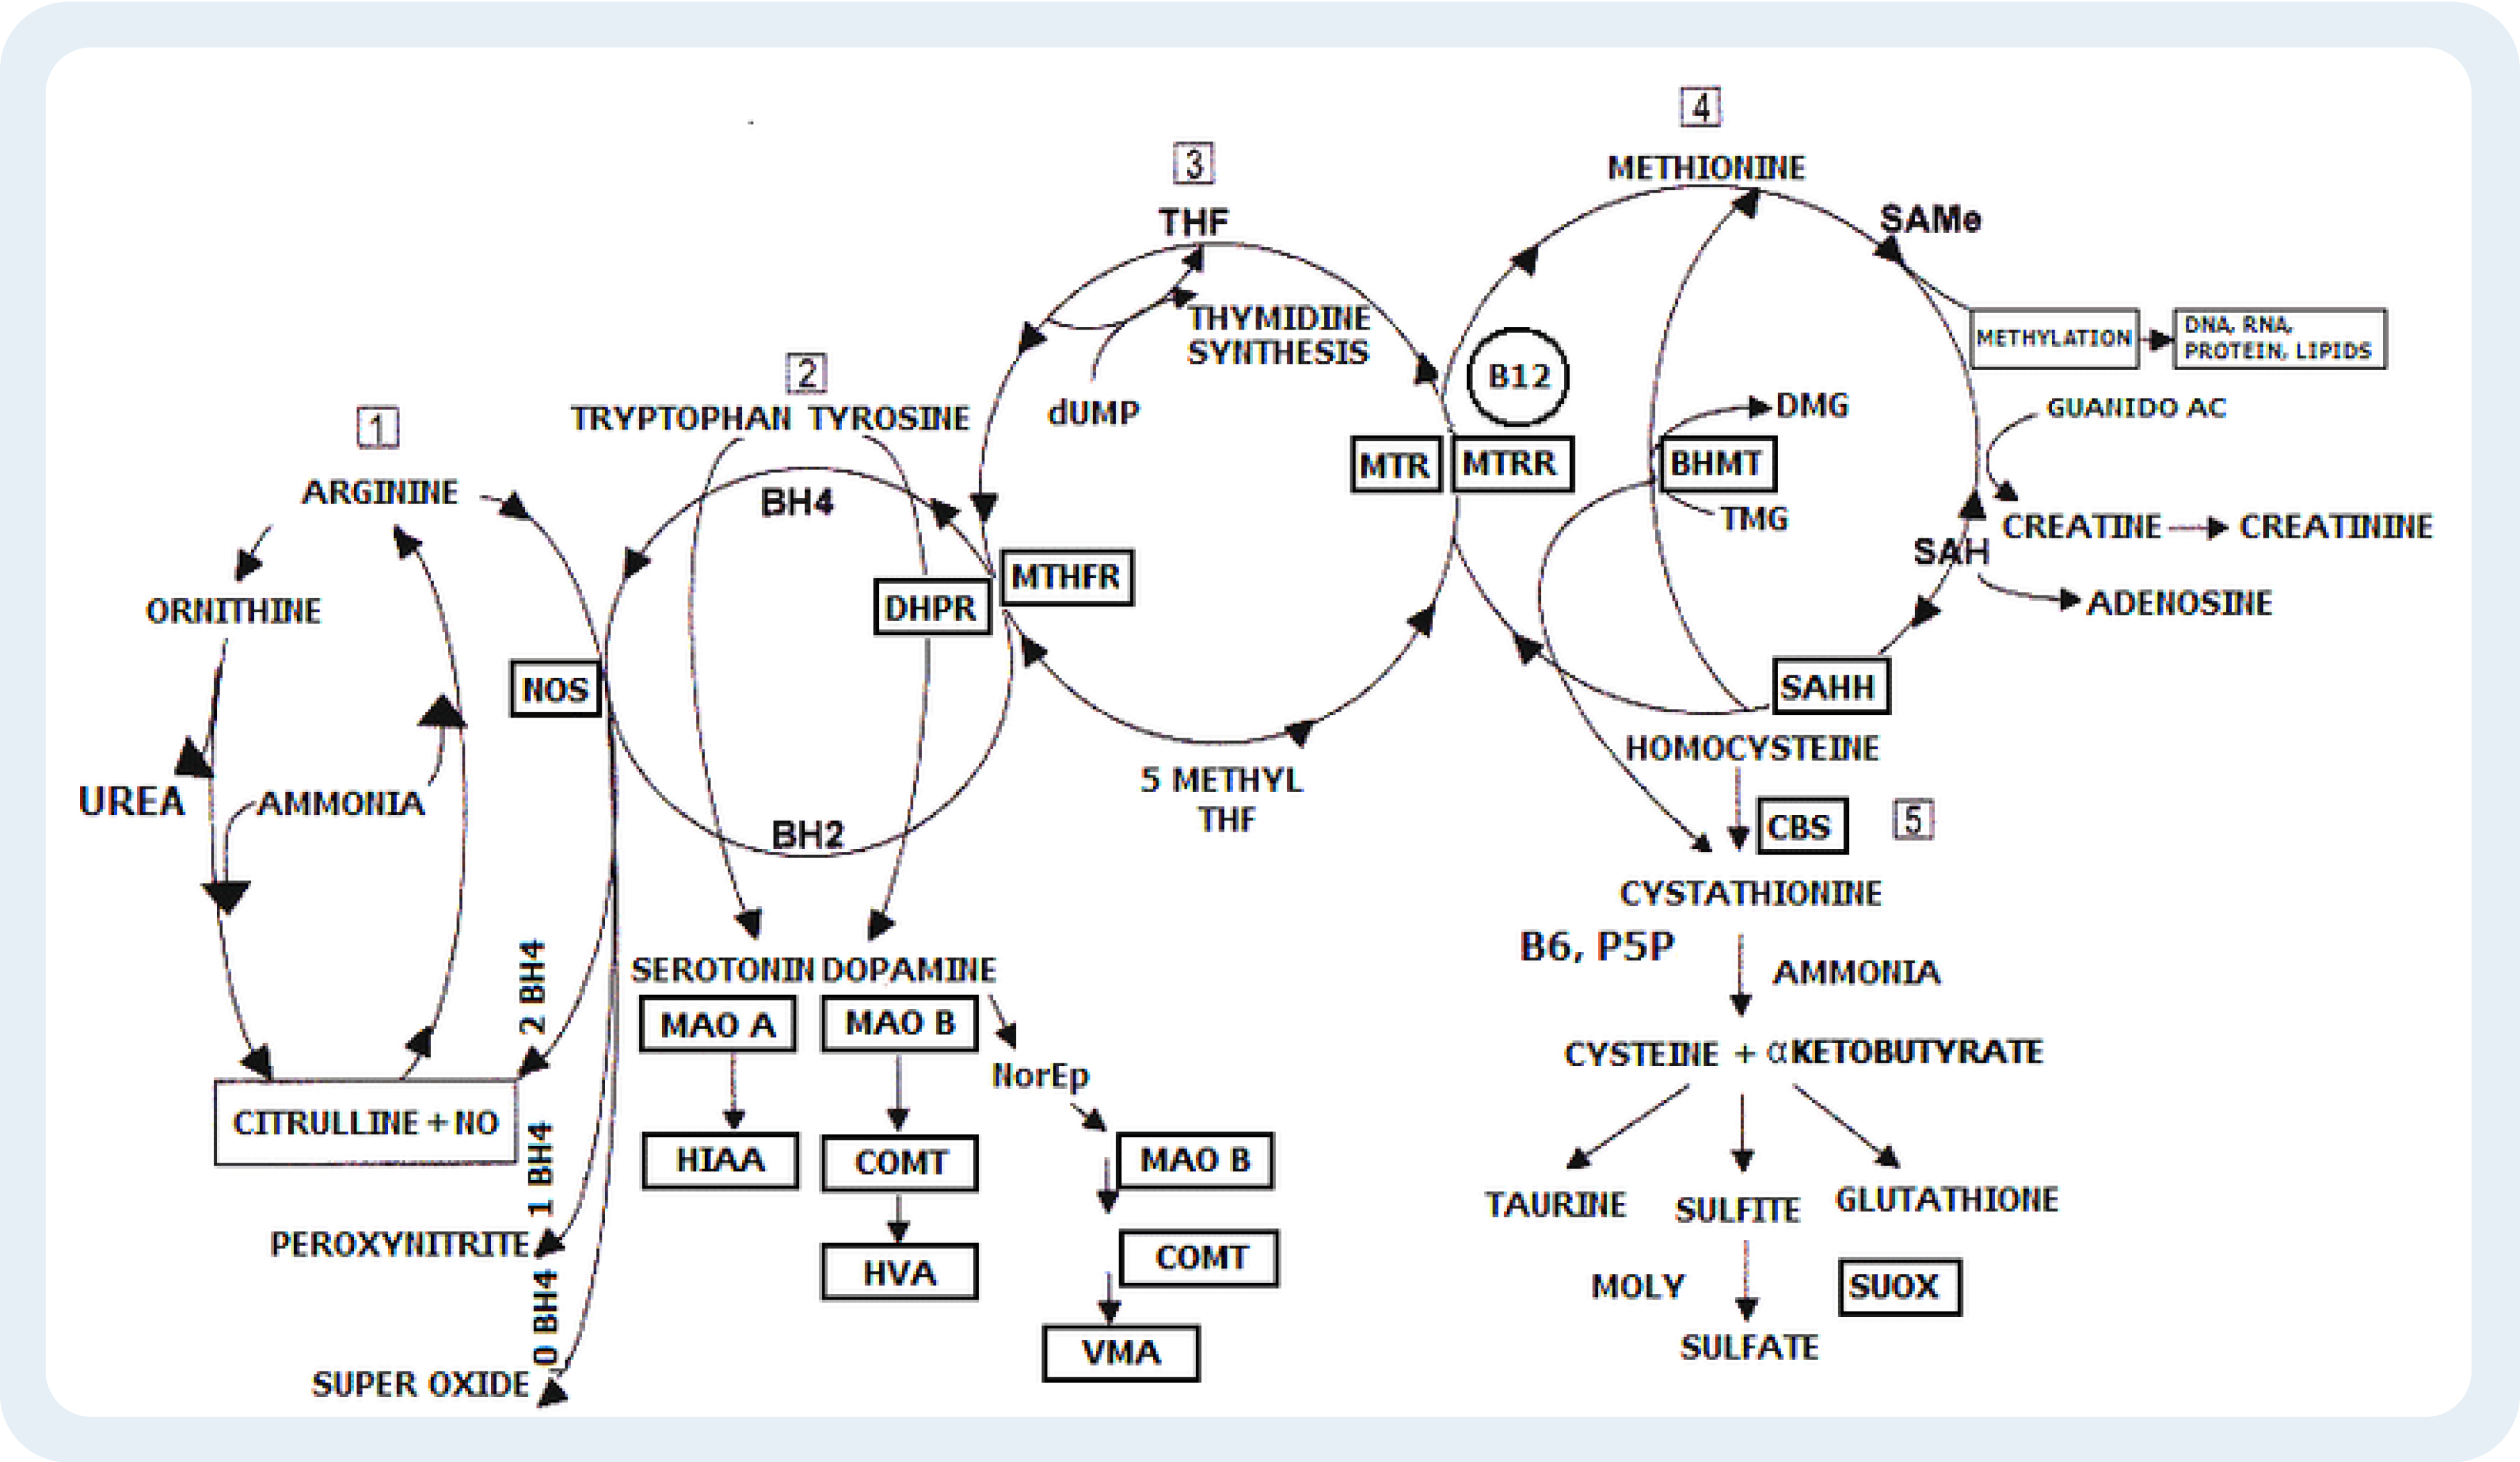 1
ARGININE
ORNITHINE
UREA
AMMONIA
CITRULLINE + NO
NOS
2 BH4
1 BH4
0 BH4
PEROXYNITRITE
SUPER OXIDE
2
TRYPTOPHAN TYROSINE
BH4
DHPR
BH2
SEROTONIN DOPAMINE
MAO A
MAO B
HIAA
COMT
HVA
NorEp
MAO B
COMT
VMA
3
THF
THYMIDINE
SYNTHESIS
dUMP
MTHFR
5 METHYL
THF
MTR
MTRR
B12
4
METHIONINE
SAMe
METHYLATION
DNA, RNA,
PROTEIN, LIPIDS
DMG
BHMT
TMG
GUANIDO AC
CREATINE
CREATININE
SAH
ADENOSINE
SAHH
HOMOCYSTEINE
CBS
5
CYSTATHIONINE
B6, P5P
AMMONIA
CYSTEINE + αKETOBUTYRATE
TAURINE
SULFITE
GLUTATHIONE
MOLY
SUOX
SULFATE